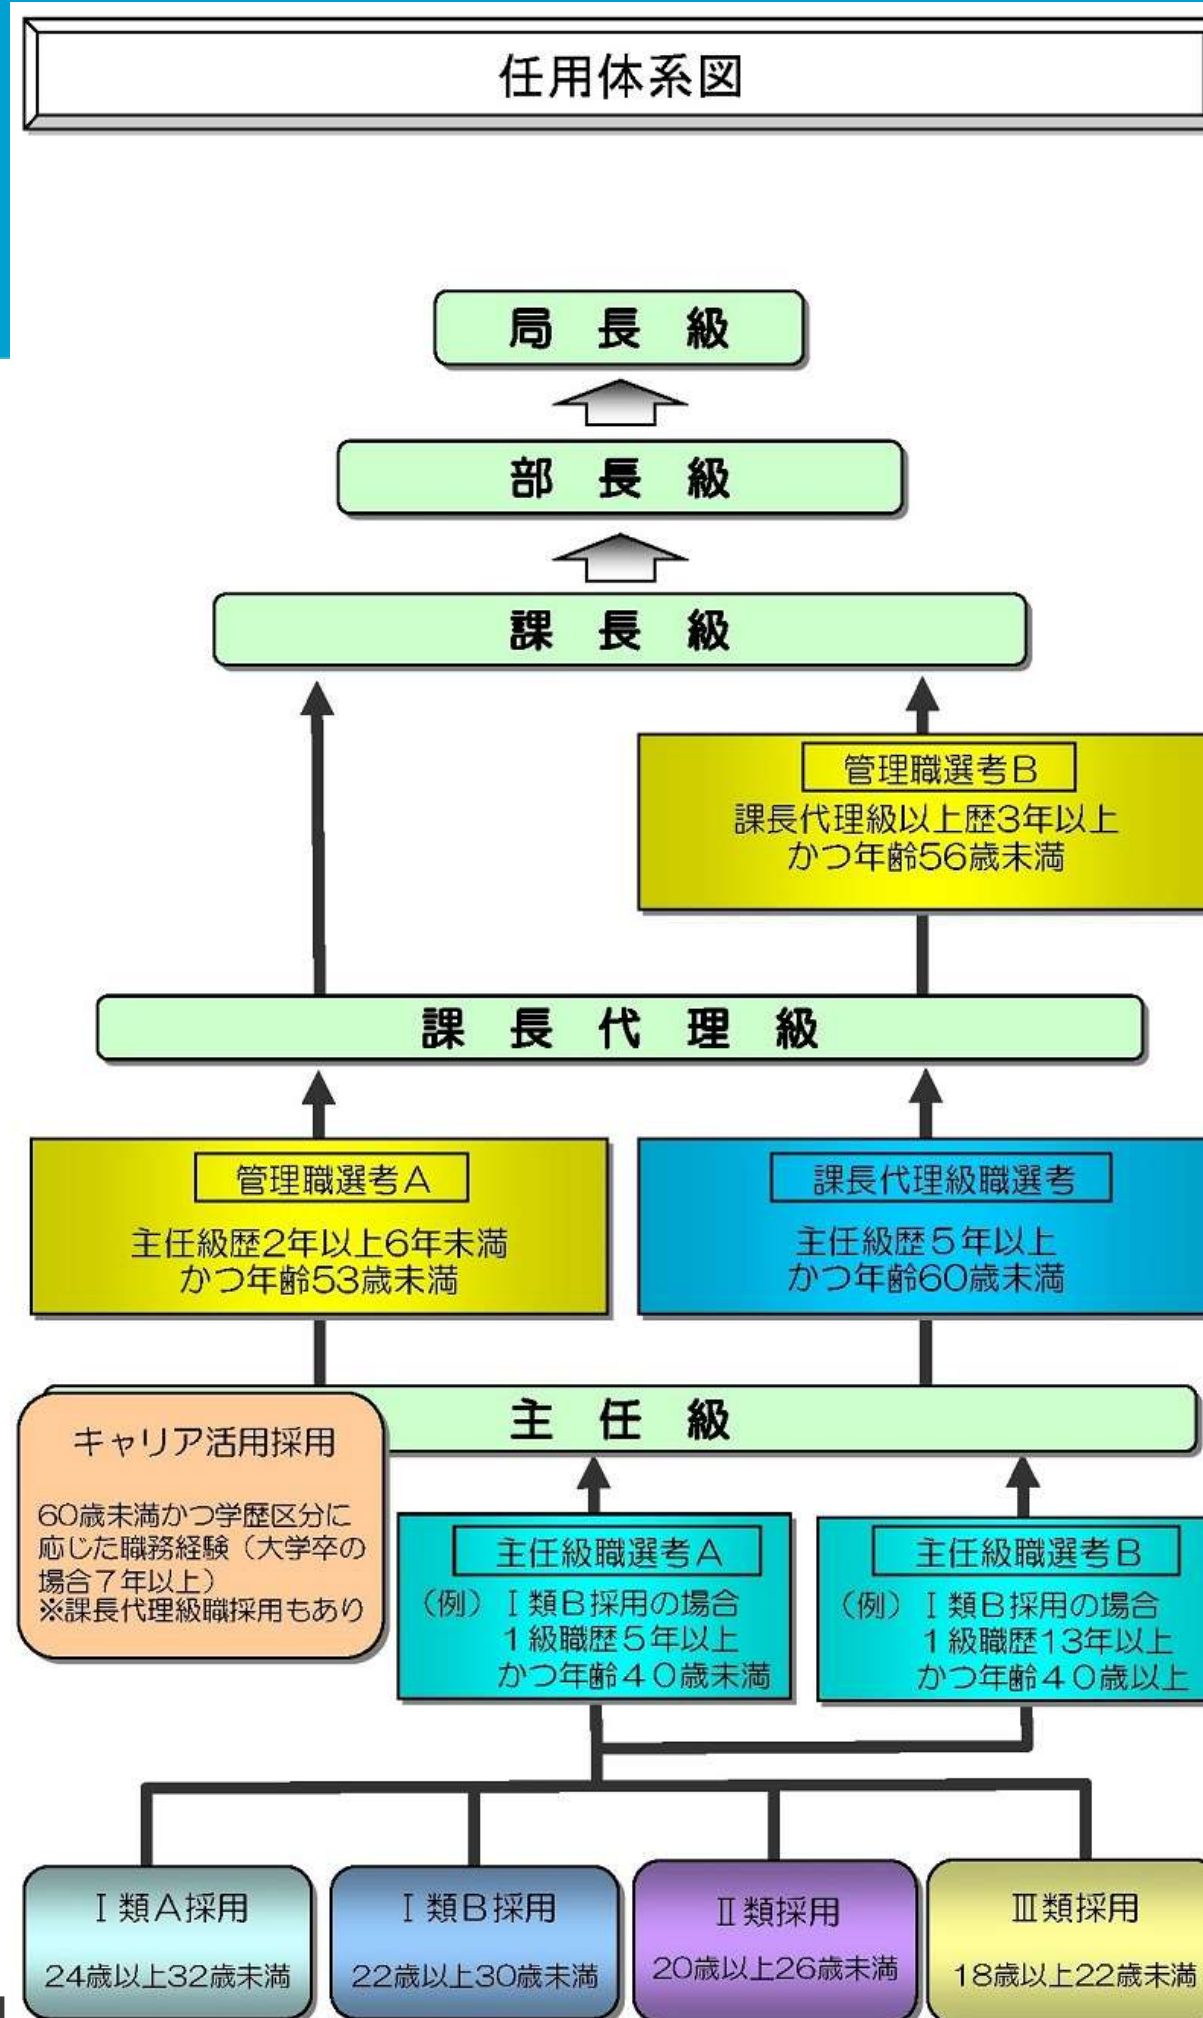 任用体系図
局長級
部長級
課長級
管理職選考B
課長代理級以上歴3年以上
かつ年齢56歳未満
課長代理級
管理職選考A
主任級歴2年以上6年未満
かつ年齢53歳未満
課長代理級職選考
主任級歴5年以上
かつ年齢60歳未満
主任級
キャリア活用採用
60歳未満かつ学歴区分に
応じた職務経験（大学卒の
場合7年以上）
※課長代理級職採用もあり
主任級職選考A
（例）Ⅰ類B採用の場合
1級職歴5年以上
かつ年齢40歳未満
主任級職選考B
（例）Ⅰ類B採用の場合
1級職歴13年以上
かつ年齢40歳以上
Ⅰ類A採用
24歳以上32歳未満
Ⅰ類B採用
22歳以上30歳未満
Ⅱ類採用
20歳以上26歳未満
Ⅲ類採用
18歳以上22歳未満